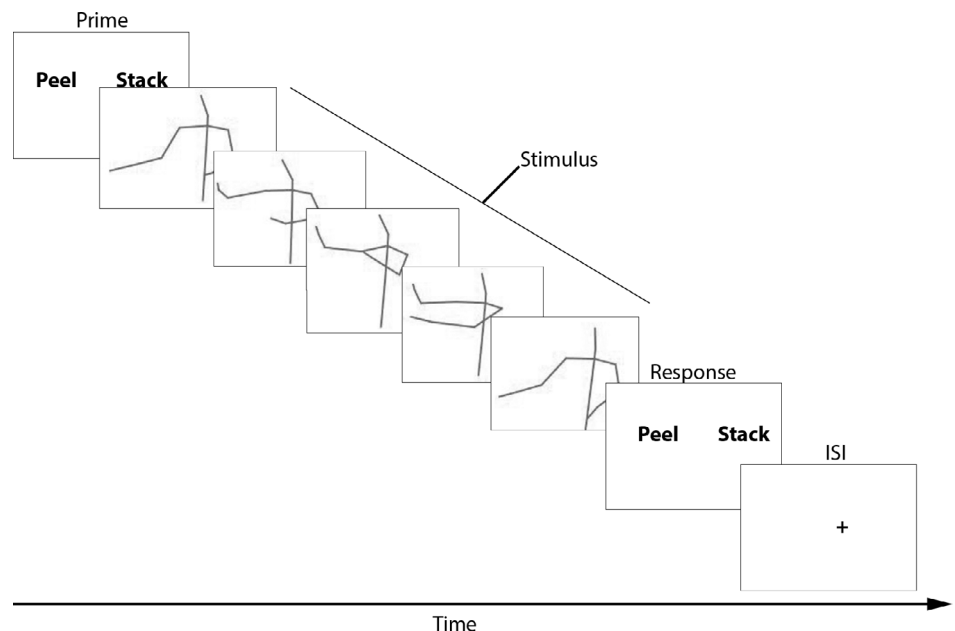 Prime
Peel Stack
Stimulus
Response
Peel Stack
ISI
+
Time